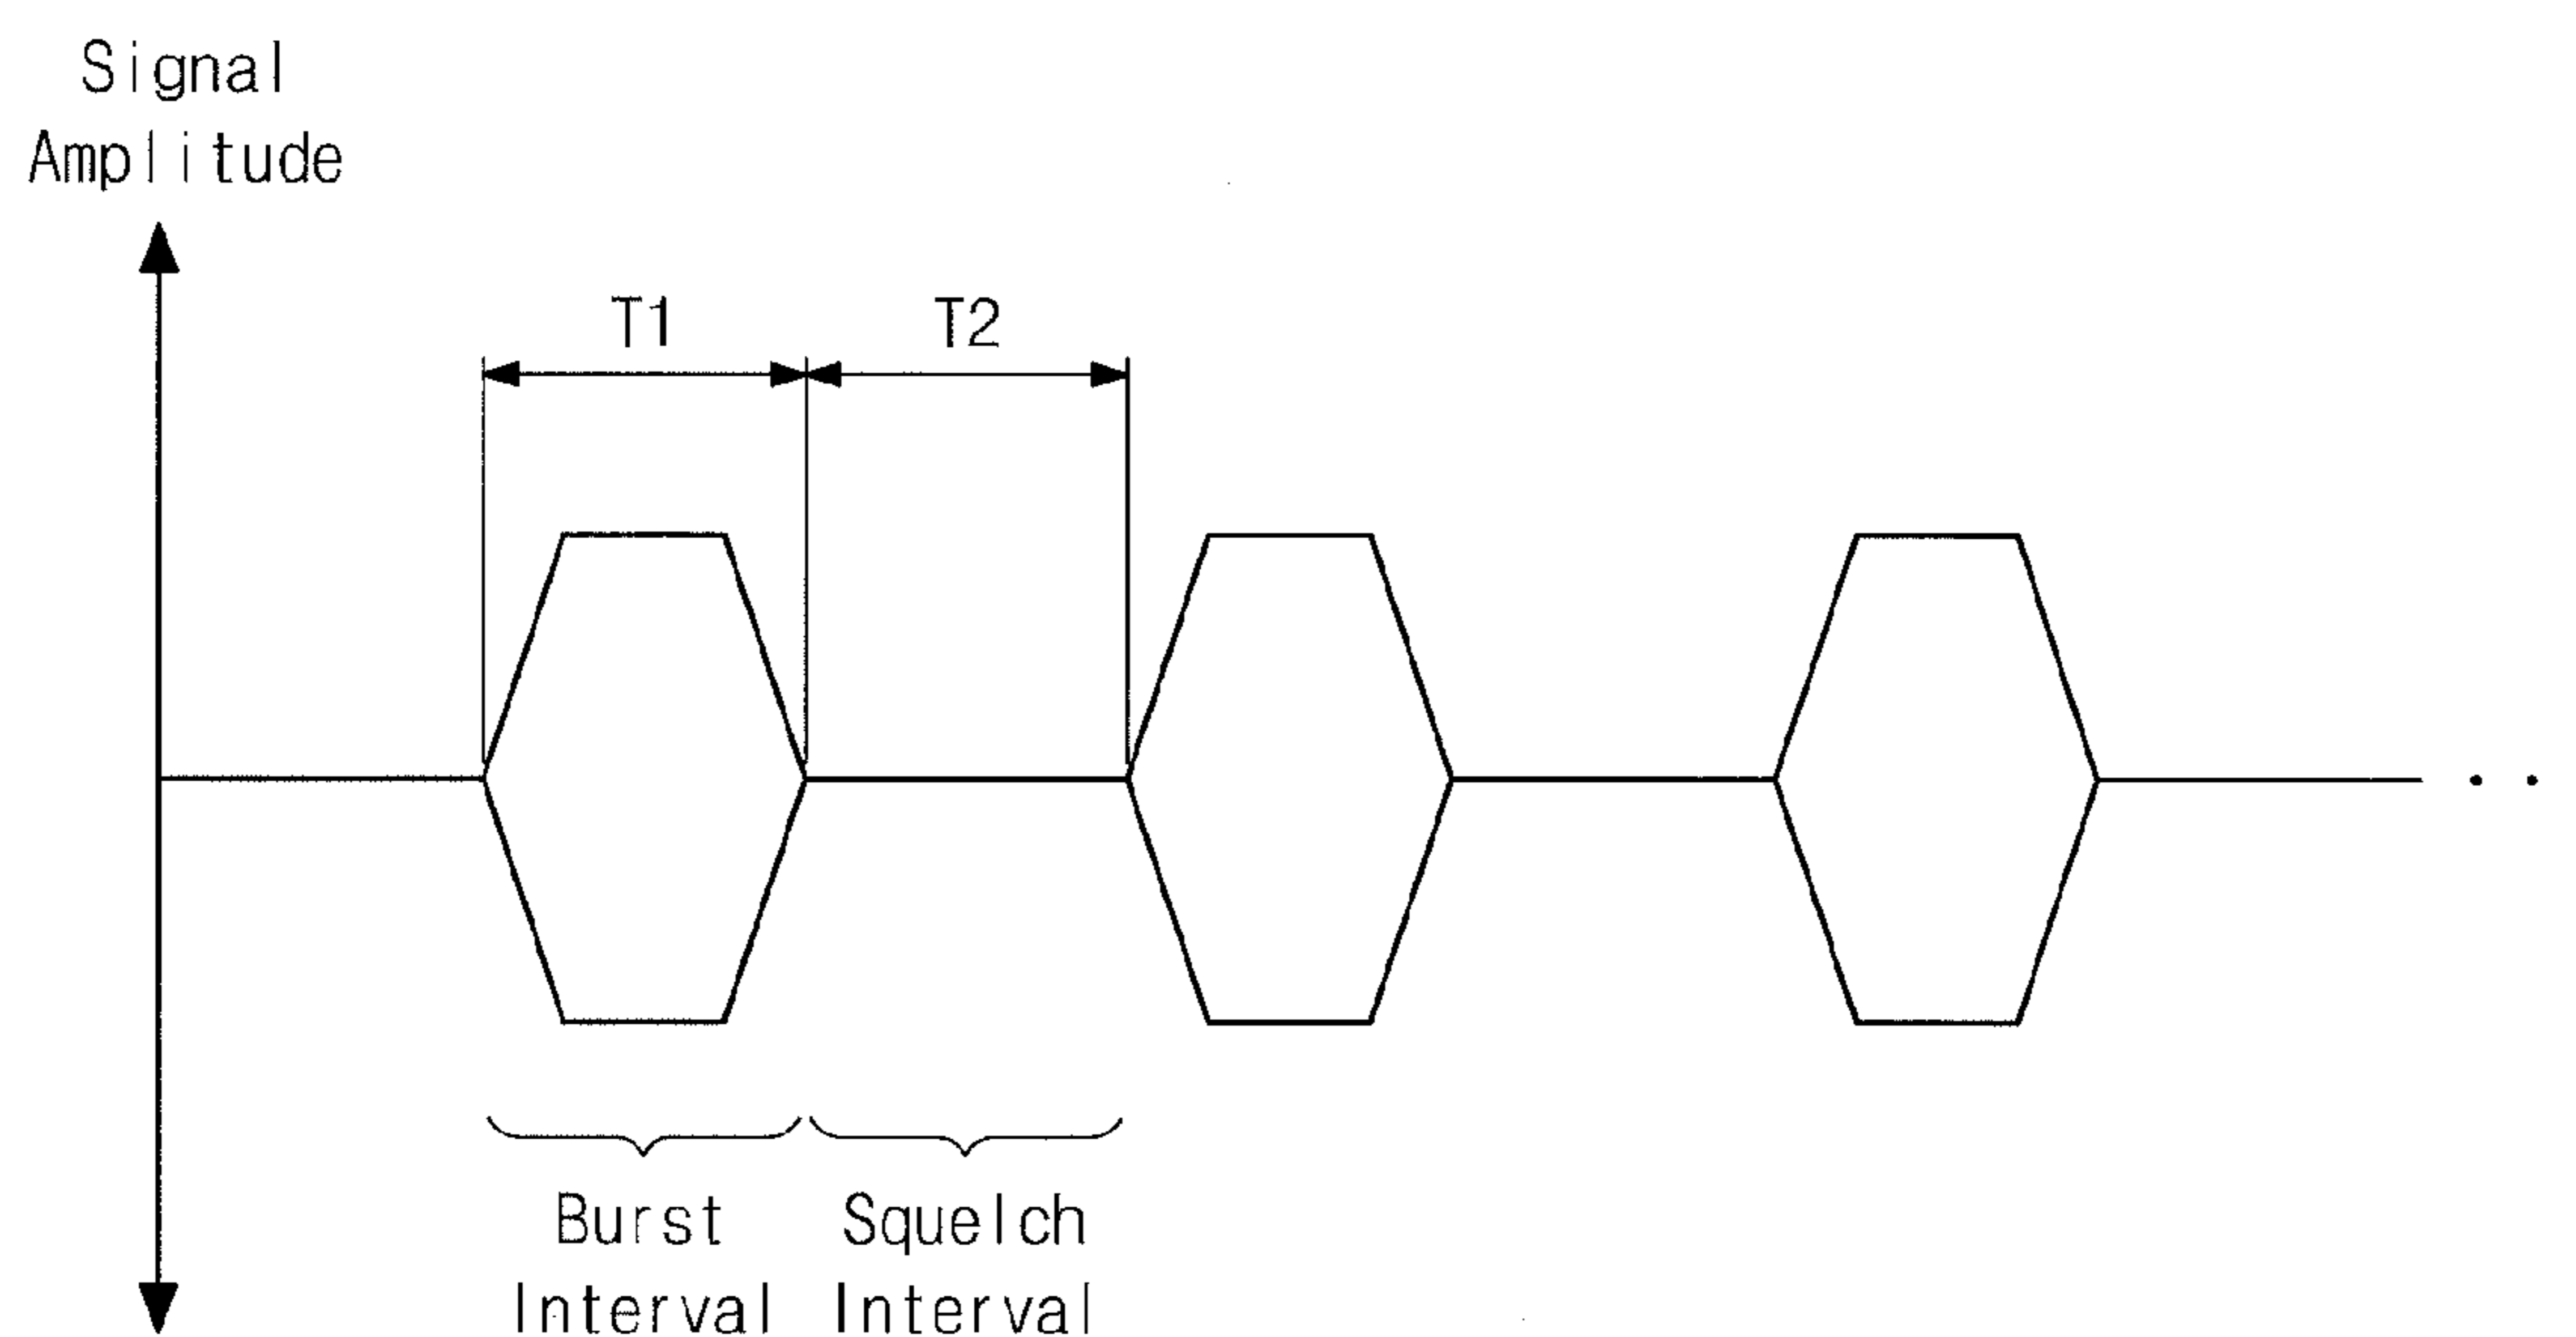 Signal
Amplitude
T1 T2
Burst Squelch
Interval Interval